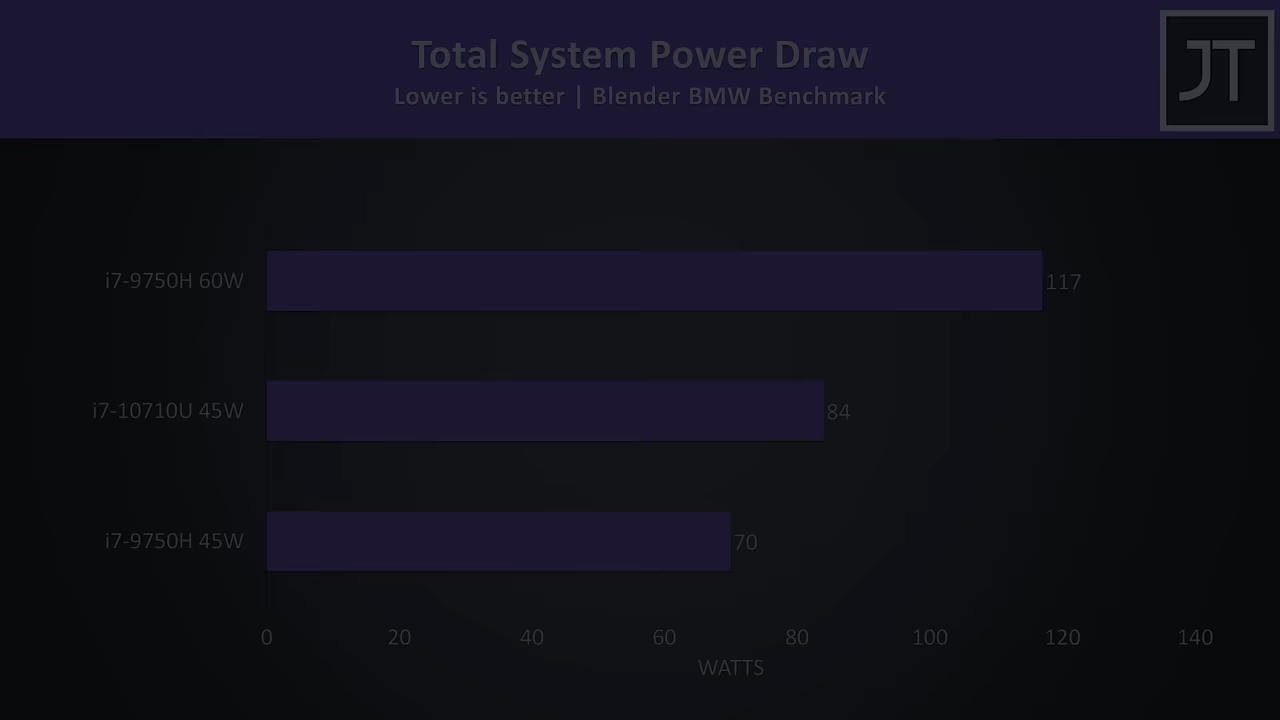 Total System Power Draw
Lower is better | Blender BMW Benchmark
JT
i7-9750H 60W 117
i7-10710U 45W 84
i7-9750H 45W 70
0 20 40 60 80 100 120 140
WATTS